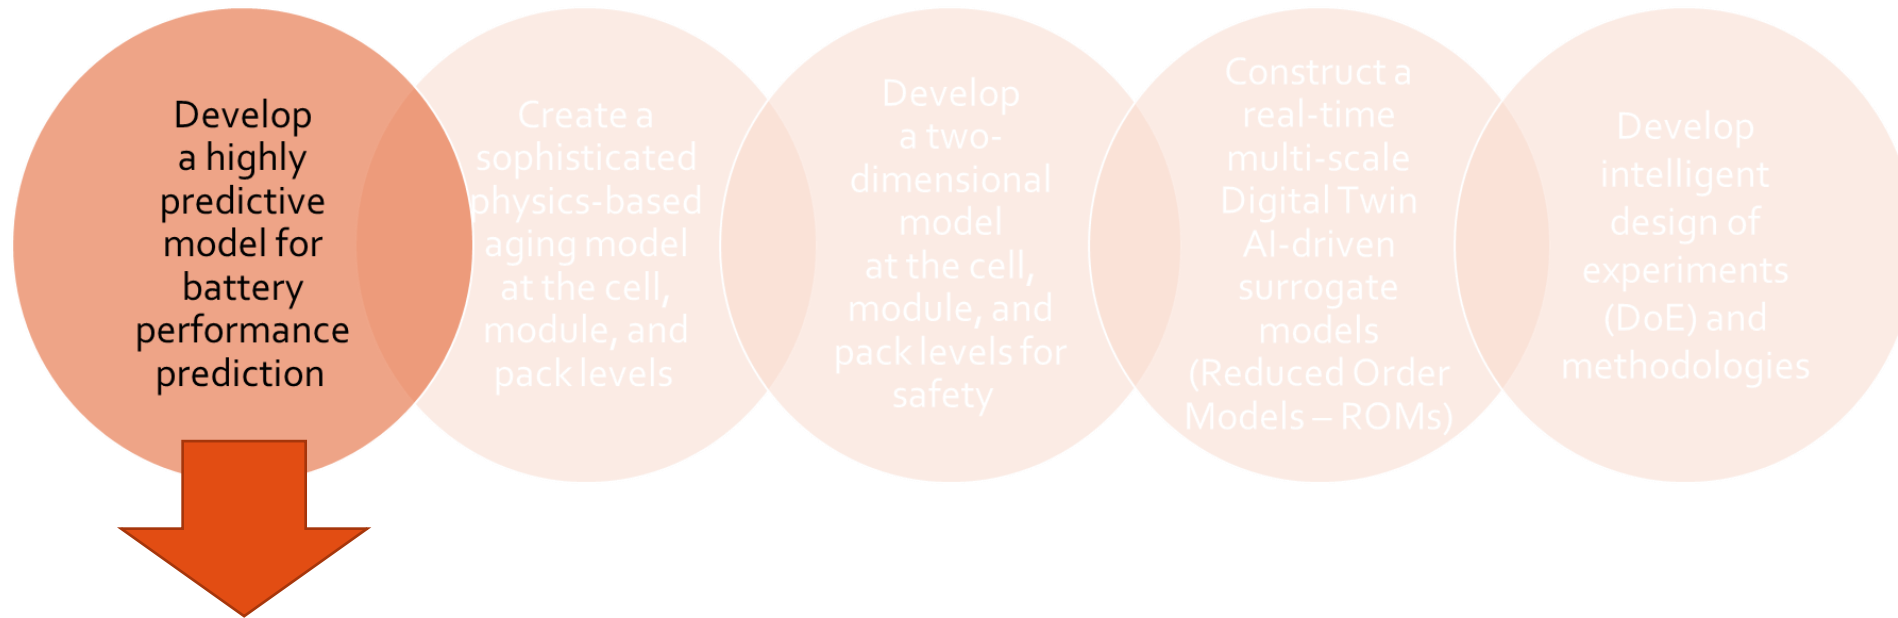 Develop
a highly
predictive
model for
battery
performance
prediction
Create a
sophisticated
physics-based
aging model
at the cell,
module, and
pack levels
Develop
a two-
dimensional
model
at the cell,
module, and
pack levels for
safety
Construct a
real-time
multi-scale
Digital Twin
AI-driven
surrogate
models
(Reduced Order
Models – ROMs)
Develop
intelligent
design of
experiments
(DoE) and
methodologies